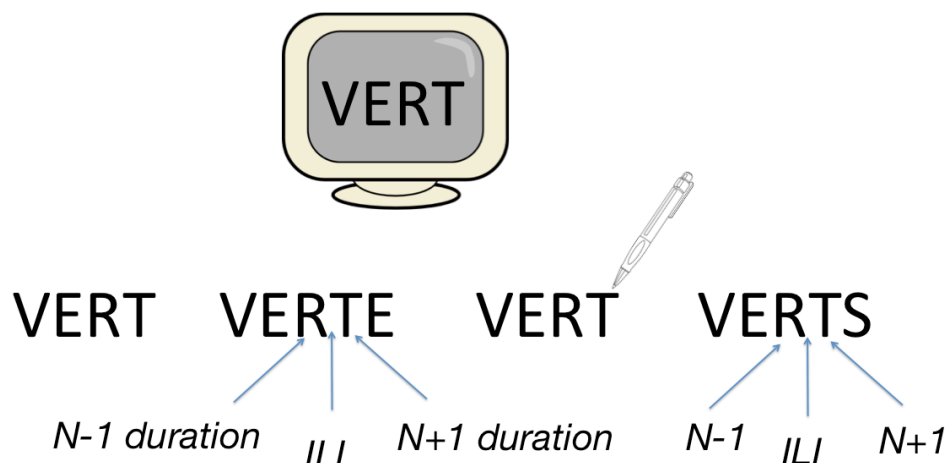 VERT
VERT VERTE VERT VERTS
N-1 duration ILI N+1 duration N-1 ILI N+1